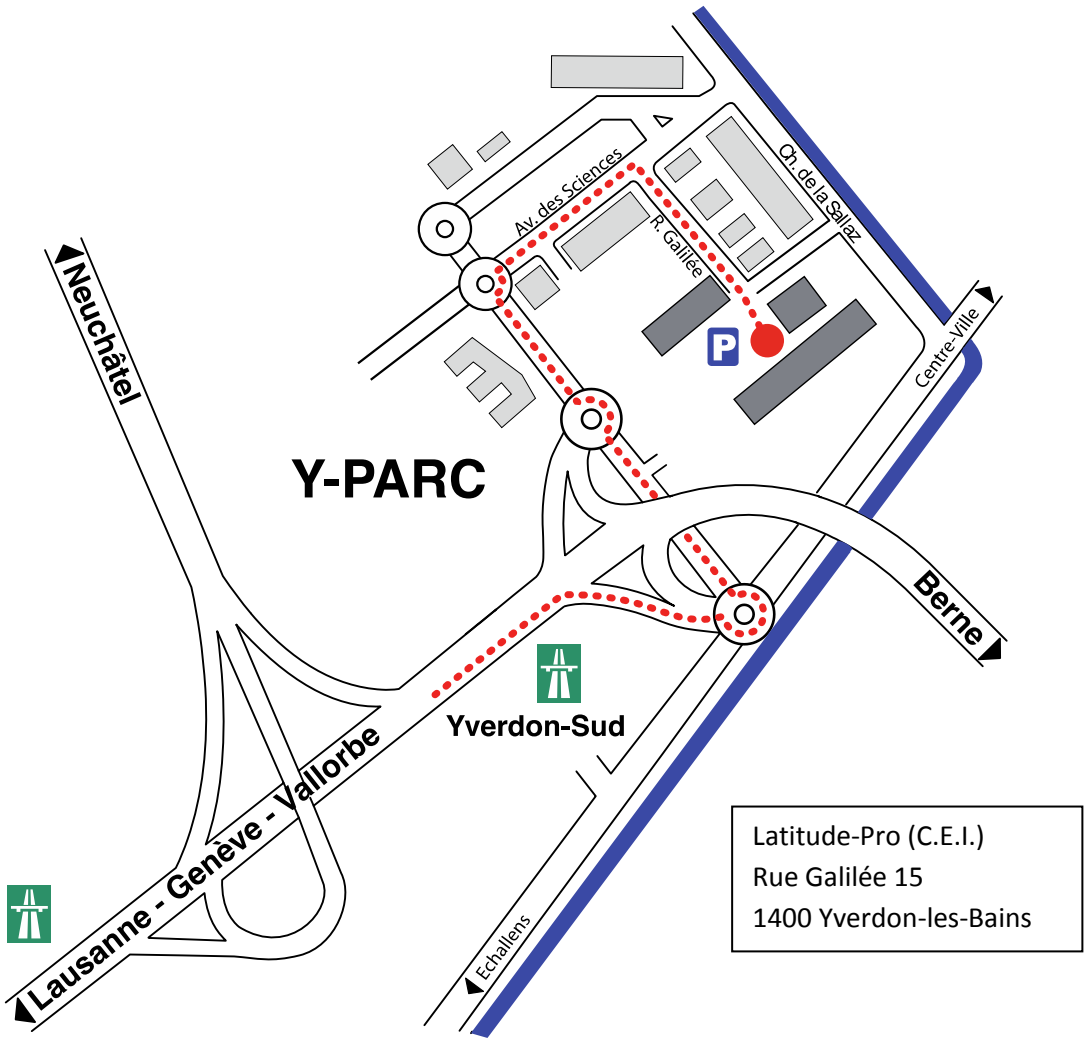 Ch. de la Sallaz
Av. des Sciences
R. Galilée
Neuchâtel
Centre-Ville
P
Y-PARC
Berne
Yverdon-Sud
Lausanne - Genève - Vallorbe
Echallens
Latitude-Pro (C.E.I.)
Rue Galilée 15
1400 Yverdon-les-Bains